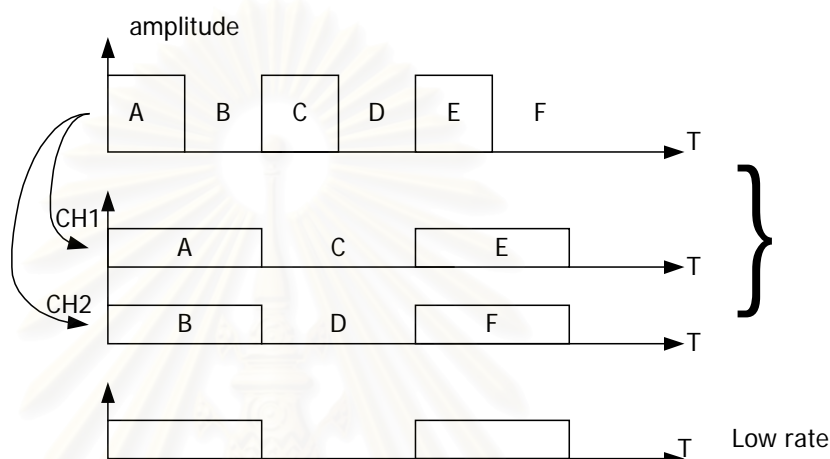 amplitude
A B C D E F
T
CH1
A C E
T
CH2
B D F
T
T
Low rate